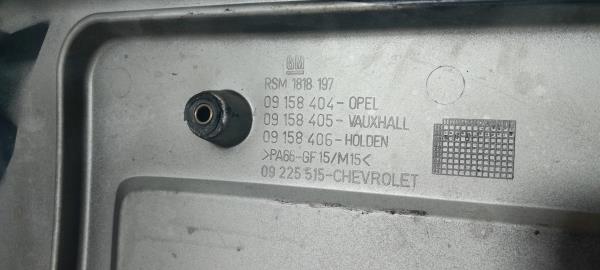 GM
RSM 1818 197
09 158 404-OPEL
09 158 405-VAUXHALL
09 158 406-HOLDEN
>PA66-GF15/M15<
09 225 515-CHEVROLET